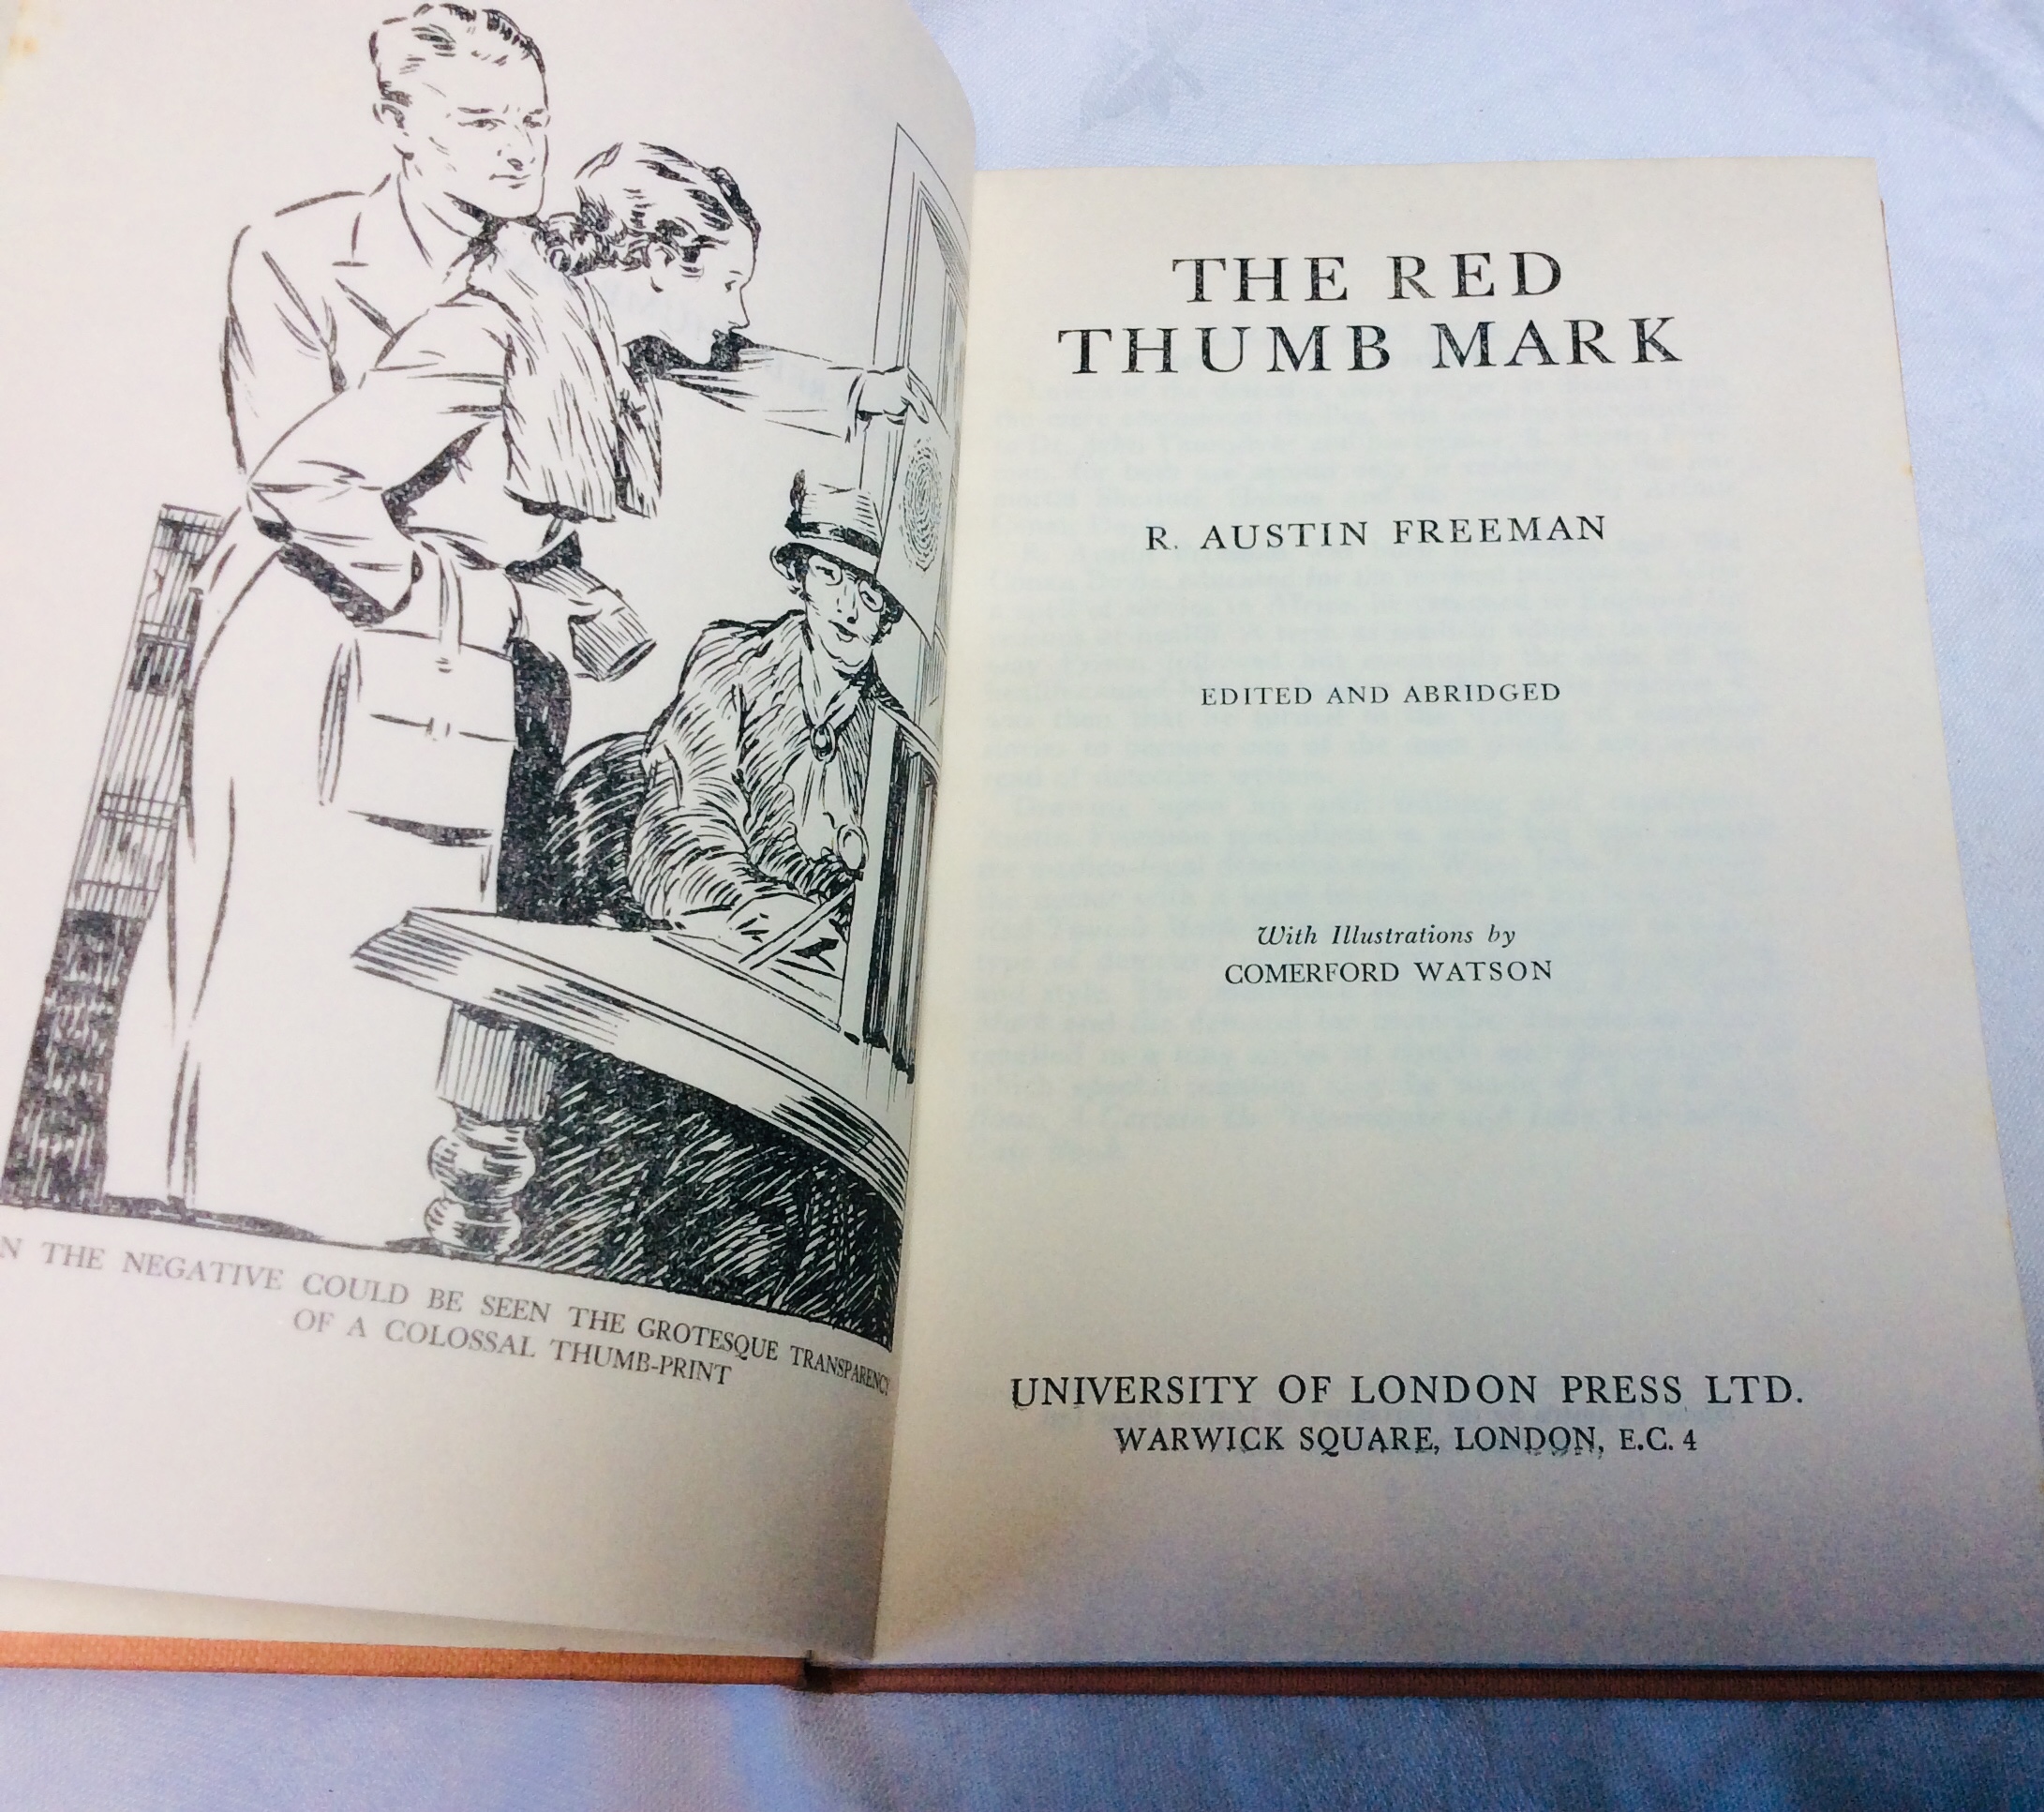 N THE NEGATIVE COULD BE SEEN THE GROTESQUE TRANSPARENCY
OF A COLOSSAL THUMB-PRINT
THE RED
THUMB MARK
R. AUSTIN FREEMAN
EDITED AND ABRIDGED
With Illustrations by
COMERFORD WATSON
UNIVERSITY OF LONDON PRESS LTD.
WARWICK SQUARE, LONDON, E.C. 4